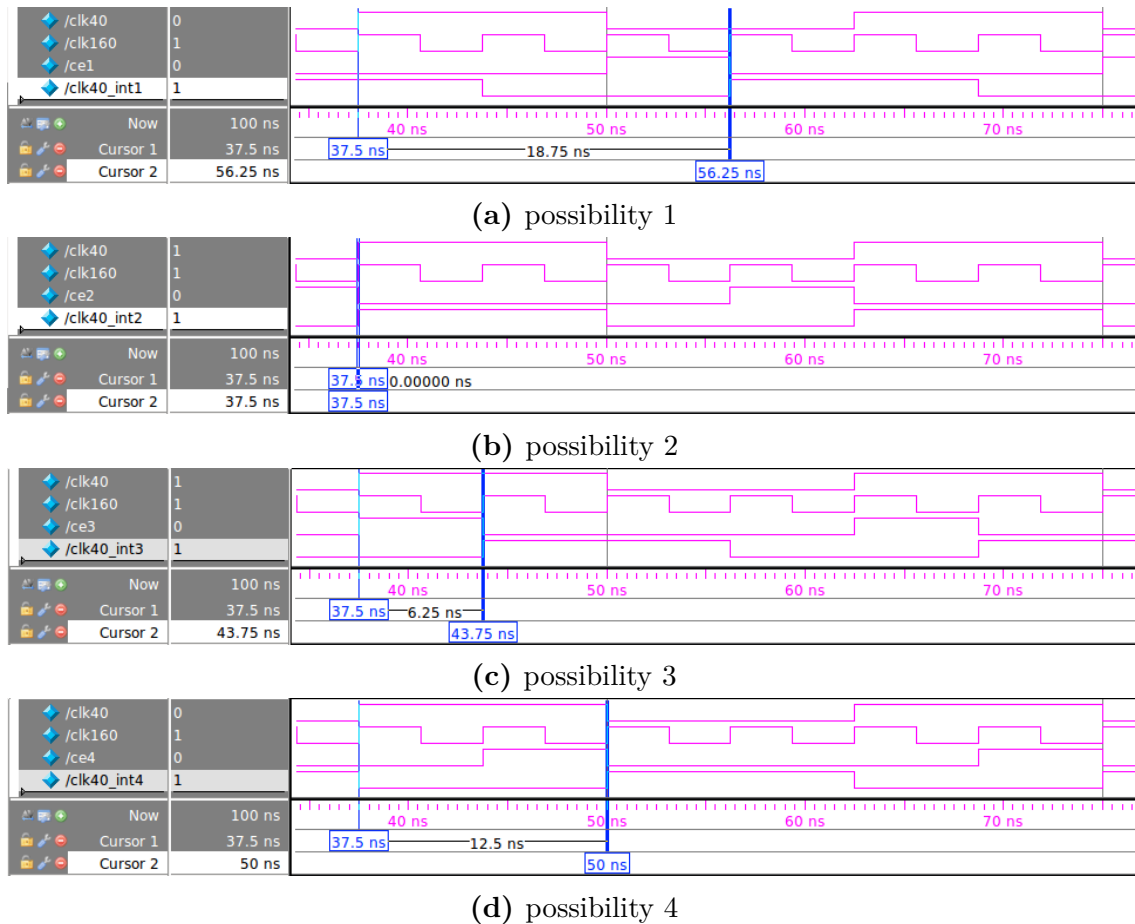 /clk40 0
/clk160 1
/ce1 0
/clk40_int1 1
Now 100 ns 40 ns 50 ns 60 ns 70 ns
Cursor 1 37.5 ns 37.5 ns 18.75 ns
Cursor 2 56.25 ns 56.25 ns
(a) possibility 1
/clk40 1
/clk160 1
/ce2 0
/clk40_int2 1
Now 100 ns 40 ns 50 ns 60 ns 70 ns
Cursor 1 37.5 ns 37.5 ns 0.00000 ns
Cursor 2 37.5 ns 37.5 ns
(b) possibility 2
/clk40 1
/clk160 1
/ce3 0
/clk40_int3 1
Now 100 ns 40 ns 50 ns 60 ns 70 ns
Cursor 1 37.5 ns 37.5 ns 6.25 ns
Cursor 2 43.75 ns 43.75 ns
(c) possibility 3
/clk40 0
/clk160 1
/ce4 0
/clk40_int4 1
Now 100 ns 40 ns 50 ns 60 ns 70 ns
Cursor 1 37.5 ns 37.5 ns 12.5 ns
Cursor 2 50 ns 50 ns
(d) possibility 4